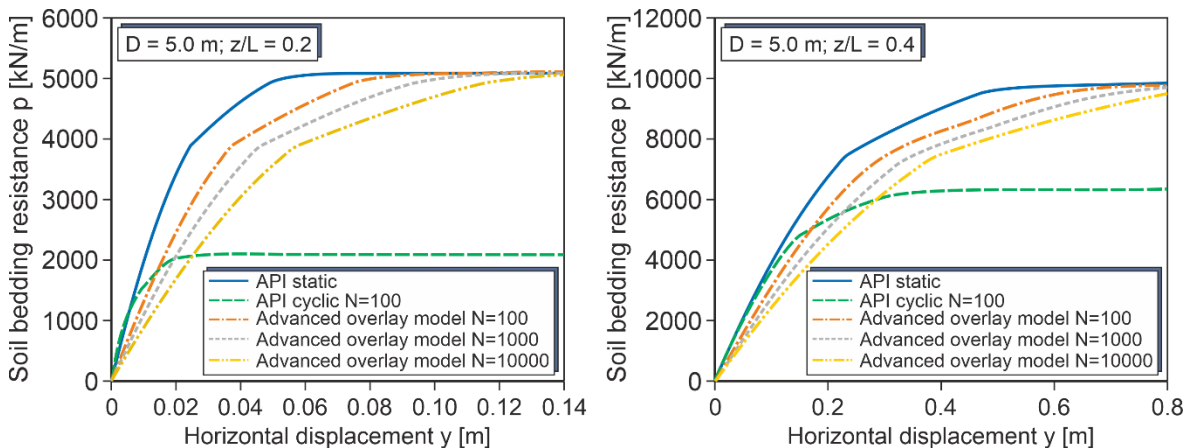 D = 5.0 m; z/L = 0.2
Soil bedding resistance p [kN/m]
6000
5000
4000
3000
2000
1000
0
API static
API cyclic N=100
Advanced overlay model N=100
Advanced overlay model N=1000
Advanced overlay model N=10000
0 0.02 0.04 0.06 0.08 0.10 0.12 0.14
Horizontal displacement y [m]
D = 5.0 m; z/L = 0.4
Soil bedding resistance p [kN/m]
12000
10000
8000
6000
4000
2000
0
API static
API cyclic N=100
Advanced overlay model N=100
Advanced overlay model N=1000
Advanced overlay model N=10000
0 0.2 0.4 0.6 0.8
Horizontal displacement y [m]